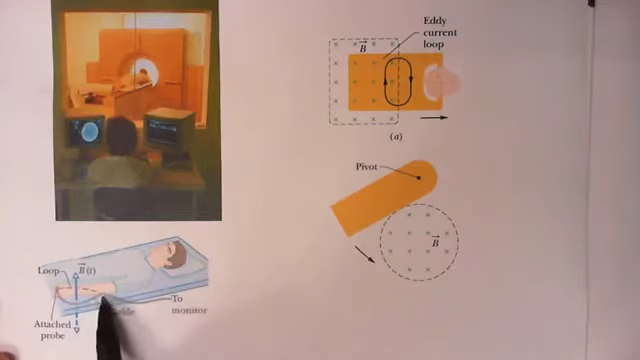 Eddy
current
loop
B
(a)
Pivot
B
Loop
B(t)
To
monitor
Attached
probe